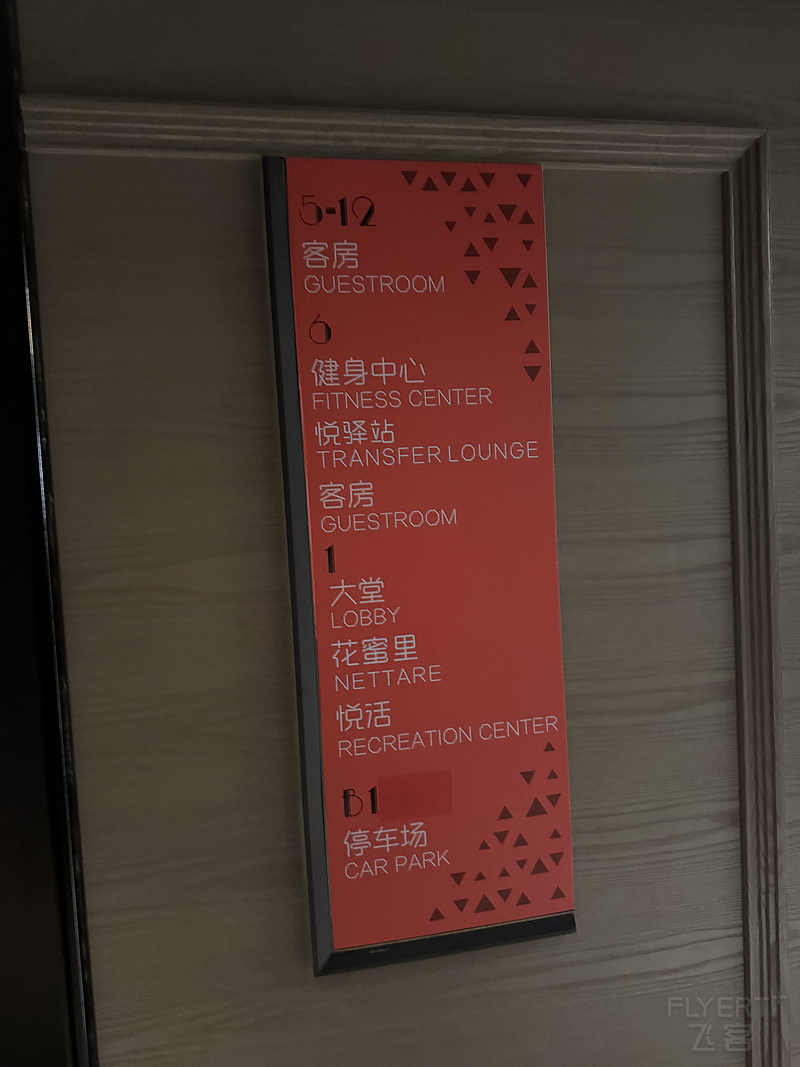 5-12
客房
GUESTROOM
6
健身中心
FITNESS CENTER
悦驿站
TRANSFER LOUNGE
客房
GUESTROOM
1
大堂
LOBBY
花蜜里
NETTARE
悦活
RECREATION CENTER
B1
停车场
CAR PARK
FLYERT
飞客